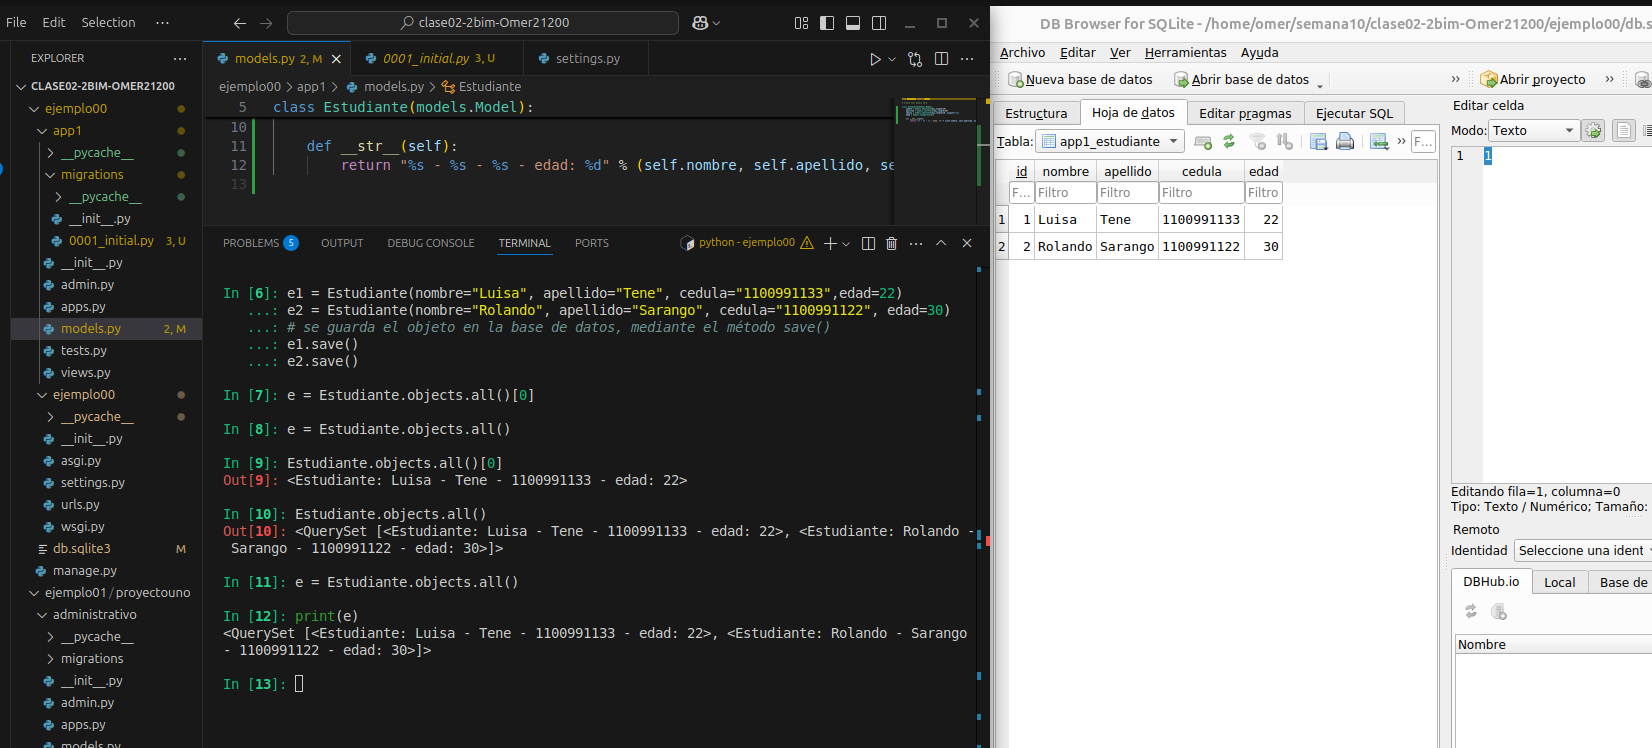 File Edit Selection ··· clase02-2bim-Omer21200
EXPLORER ···
CLASE02-2BIM-OMER21200
ejemplo00
app1
__pycache__
migrations
__pycache__
__init__.py
0001_initial.py 3, U
__init__.py
admin.py
apps.py
models.py 2, M
tests.py
views.py
ejemplo00
__pycache__
__init__.py
asgi.py
settings.py
urls.py
wsgi.py
db.sqlite3 M
manage.py
ejemplo01 / proyectouno
administrativo
__pycache__
migrations
__init__.py
admin.py
apps.py
models.py
models.py 2, M 0001_initial.py 3, U settings.py
ejemplo00 > app1 > models.py > Estudiante
5 class Estudiante(models.Model):
10
11 def __str__(self):
12 return "%s - %s - %s - edad: %d" % (self.nombre, self.apellido, se
13
PROBLEMS 5 OUTPUT DEBUG CONSOLE TERMINAL PORTS python - ejemplo00
In [6]: e1 = Estudiante(nombre="Luisa", apellido="Tene", cedula="1100991133",edad=22)
...: e2 = Estudiante(nombre="Rolando", apellido="Sarango", cedula="1100991122", edad=30)
...: # se guarda el objeto en la base de datos, mediante el método save()
...: e1.save()
...: e2.save()
In [7]: e = Estudiante.objects.all()[0]
In [8]: e = Estudiante.objects.all()
In [9]: Estudiante.objects.all()[0]
Out[9]: <Estudiante: Luisa - Tene - 1100991133 - edad: 22>
In [10]: Estudiante.objects.all()
Out[10]: <QuerySet [<Estudiante: Luisa - Tene - 1100991133 - edad: 22>, <Estudiante: Rolando -
Sarango - 1100991122 - edad: 30>]>
In [11]: e = Estudiante.objects.all()
In [12]: print(e)
<QuerySet [<Estudiante: Luisa - Tene - 1100991133 - edad: 22>, <Estudiante: Rolando - Sarango
- 1100991122 - edad: 30>]>
In [13]:
DB Browser for SQLite - /home/omer/semana10/clase02-2bim-Omer21200/ejemplo00/db.s
Archivo Editar Ver Herramientas Ayuda
Nueva base de datos Abrir base de datos » Abrir proyecto »
Estructura Hoja de datos Editar pragmas Ejecutar SQL
Tabla: app1_estudiante » F...
id nombre apellido cedula edad
F... Filtro Filtro Filtro Filtro
1 1 Luisa Tene 1100991133 22
2 2 Rolando Sarango 1100991122 30
Editar celda
Modo: Texto
1 1
Editando fila=1, columna=0
Tipo: Texto / Numérico; Tamaño:
Remoto
Identidad Seleccione una ident
DBHub.io Local Base de
Nombre